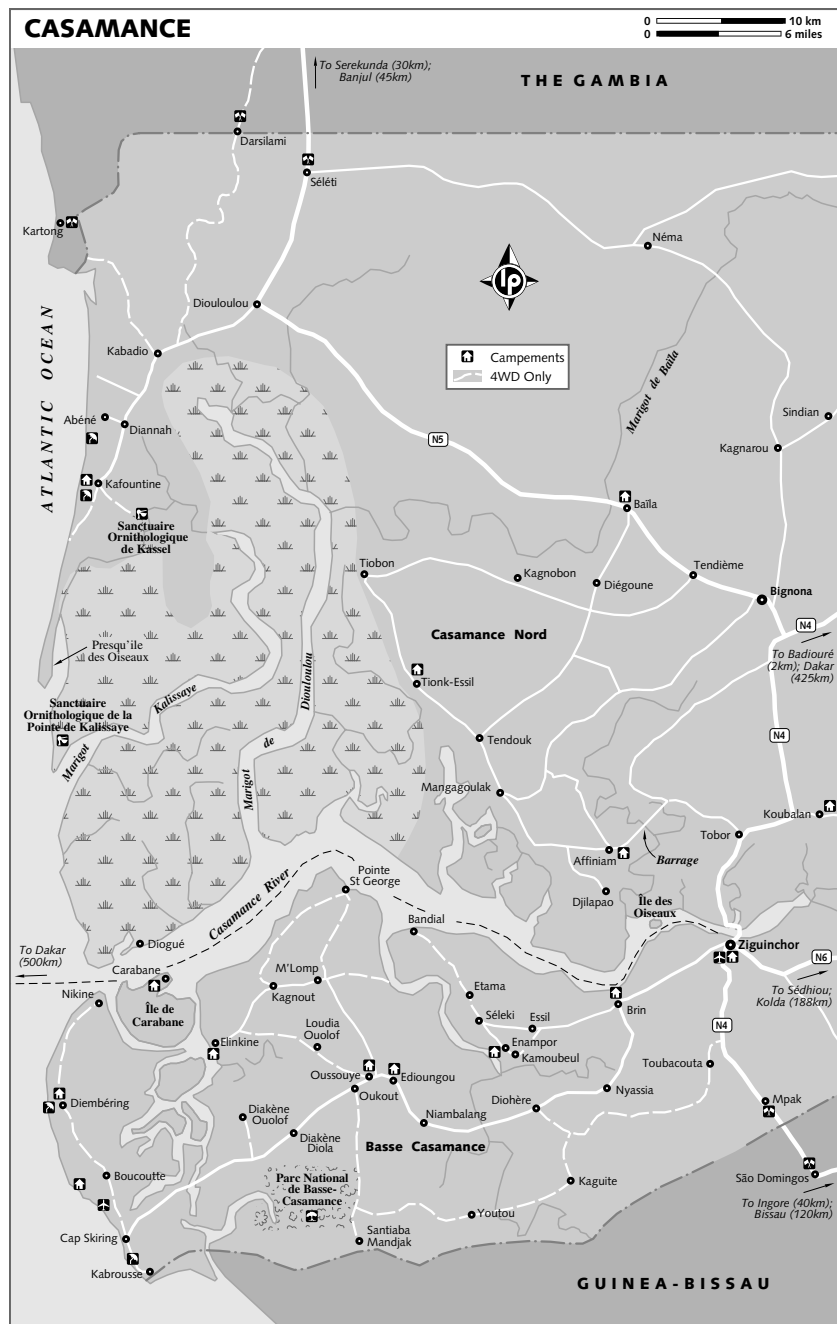 CASAMANCE
0 10 km
0 6 miles
To Serekunda (30km);
Banjul (45km)
THE GAMBIA
Darsilami
Séléti
Kartong
Néma
Diouloulou
lp
ATLANTIC OCEAN
Kabadio
Campements
4WD Only
Marigot de Baïla
Sindian
Abéné
Diannah
N5
Kagnarou
Kafountine
Baïla
Sanctuaire
Ornithologique
de Kassel
Tiobon
Kagnobon
Diégoune
Tendième
Bignona
N4
Casamance Nord
To Badiouré
(2km); Dakar
(425km)
Presqu'ile
des Oiseaux
Tionk-Essil
Sanctuaire
Ornithologique de la
Pointe de Kalissaye
Marigot
Kalissaye
Marigot
de
Diouloulou
Tendouk
N4
Mangagoulak
Koubalan
Tobor
Affiniam
Barrage
Pointe
St George
Djilapao
Île des
Oiseaux
Casamance River
Bandial
To Dakar
(500km)
Diogué
Ziguinchor
N6
Carabane
M'Lomp
Nikine
Kagnout
Etama
To Sédhiou;
Kolda (188km)
Île de
Carabane
Brin
Séleki
Essil
N4
Elinkine
Loudia
Ouolof
Enampor
Kamoubeul
Toubacouta
Oussouye
Edioungou
Oukout
Nyassia
Diembéring
Diakène
Ouolof
Diohère
Mpak
Niambalang
Diakène
Diola
Basse Casamance
Boucoutte
Parc National
de Basse-
Casamance
Kaguite
São Domingos
To Ingore (40km);
Bissau (120km)
Youtou
Cap Skiring
Santiaba
Mandjak
Kabrousse
GUINEA-BISSAU